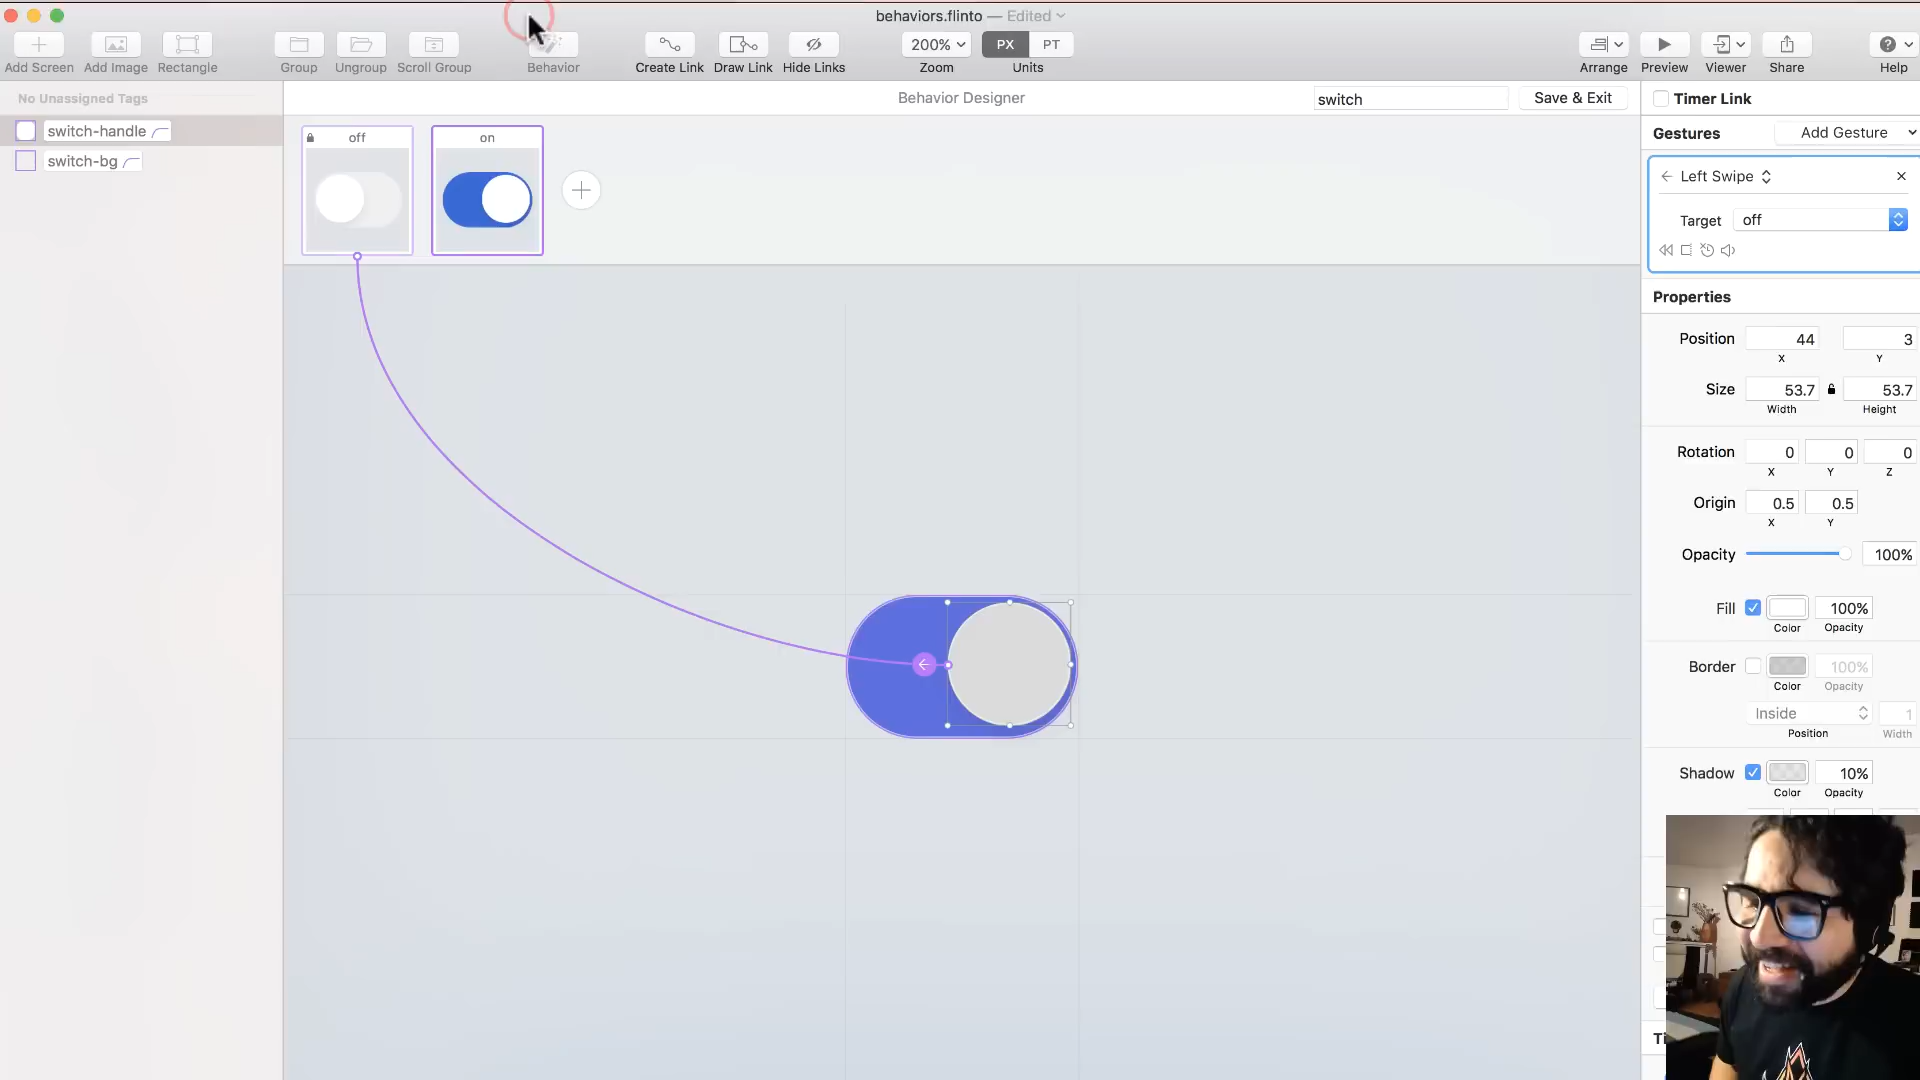 behaviors.flinto — Edited
200%
PX
PT
Add Screen
Add Image
Rectangle
Group
Ungroup
Scroll Group
Behavior
Create Link
Draw Link
Hide Links
Zoom
Units
Arrange
Preview
Viewer
Share
Help
No Unassigned Tags
Behavior Designer
switch
Save & Exit
Timer Link
switch-handle
switch-bg
off
on
Gestures
Add Gesture
Left Swipe
Target
off
Properties
Position
44
3
X
Y
Size
53.7
53.7
Width
Height
Rotation
0
0
0
X
Y
Z
Origin
0.5
0.5
X
Y
Opacity
100%
Fill
100%
Color
Opacity
Border
100%
Color
Opacity
Inside
1
Position
Width
Shadow
10%
Color
Opacity